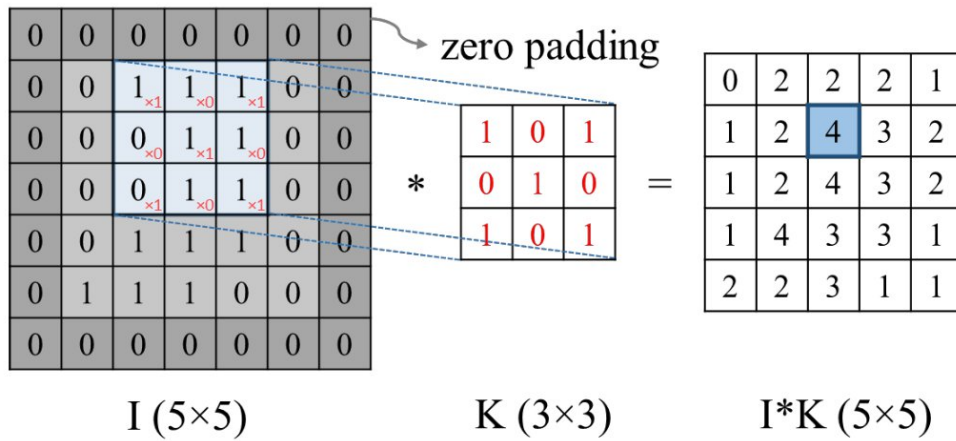 0 0 0 0 0 0 0
zero padding
0 0 1×1 1×0 1×1 0 0
0 0 0×0 1×1 1×0 0 0
0 0 0×1 1×0 1×1 0 0
0 0 1 1 1 0 0
0 1 1 1 0 0 0
0 0 0 0 0 0 0
I (5×5)
*
1 0 1
0 1 0
1 0 1
K (3×3)
=
0 2 2 2 1
1 2 4 3 2
1 2 4 3 2
1 4 3 3 1
2 2 3 1 1
I*K (5×5)